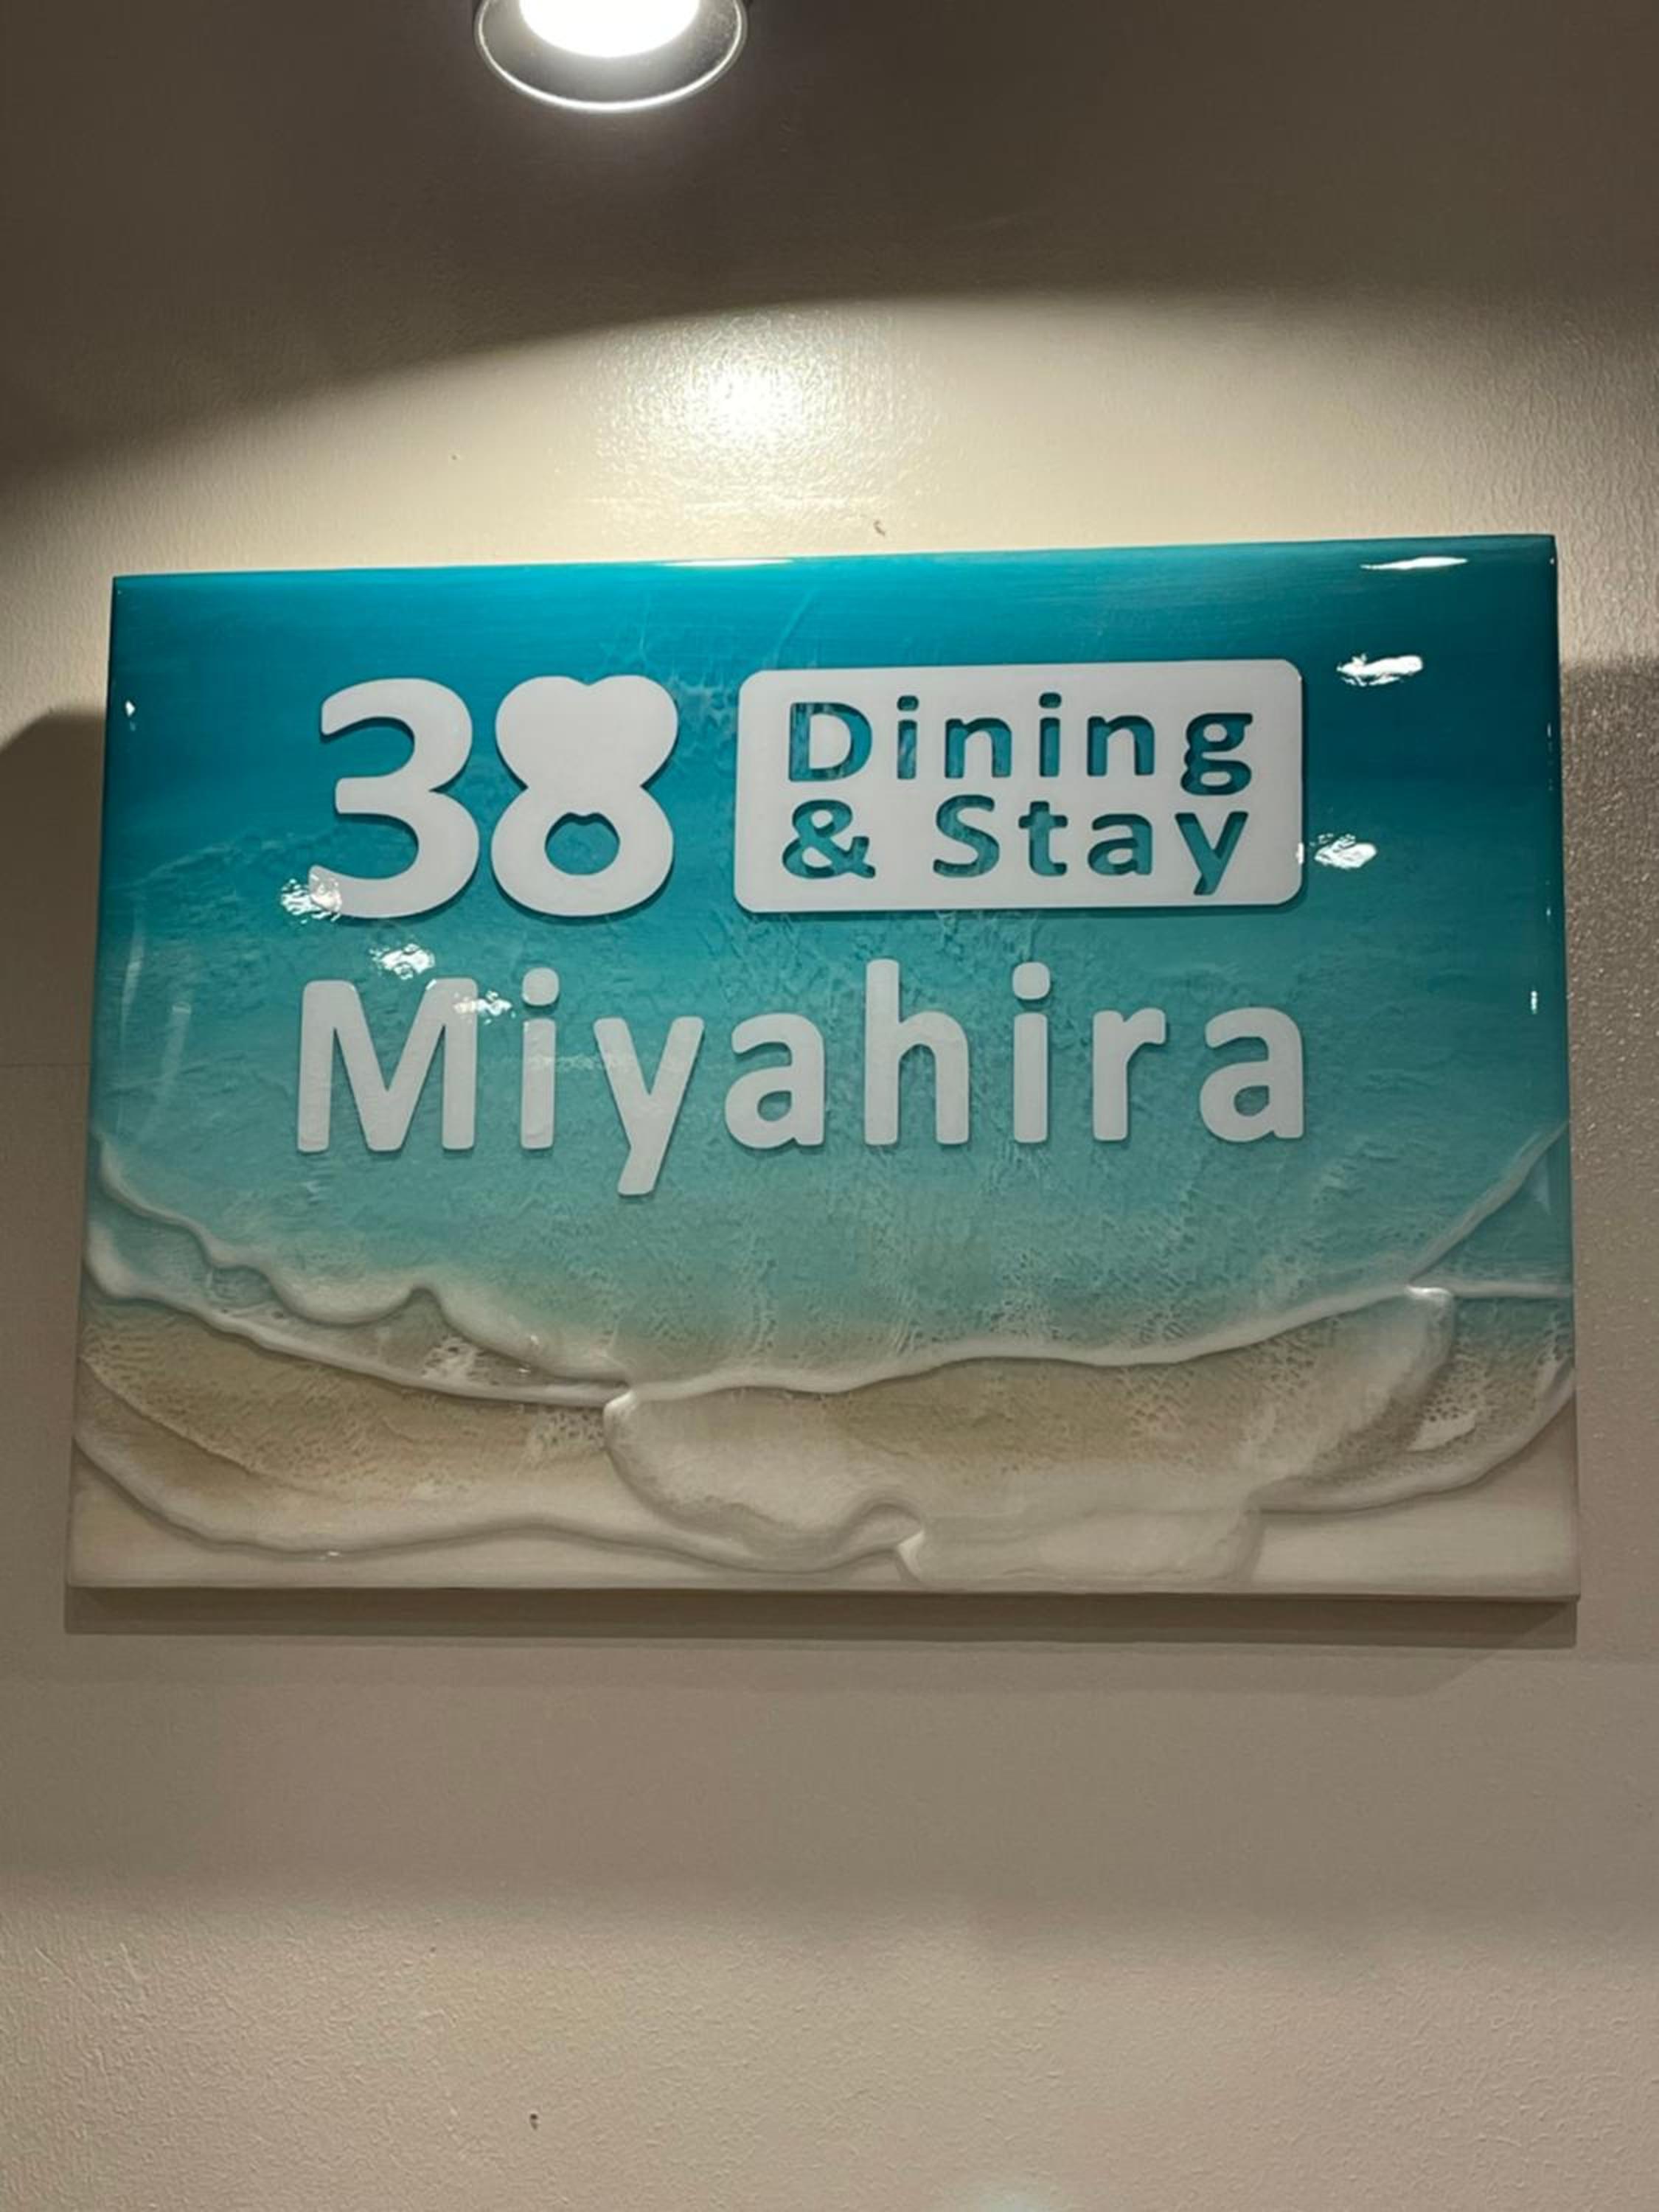 38 Dining
& Stay
Miyahira